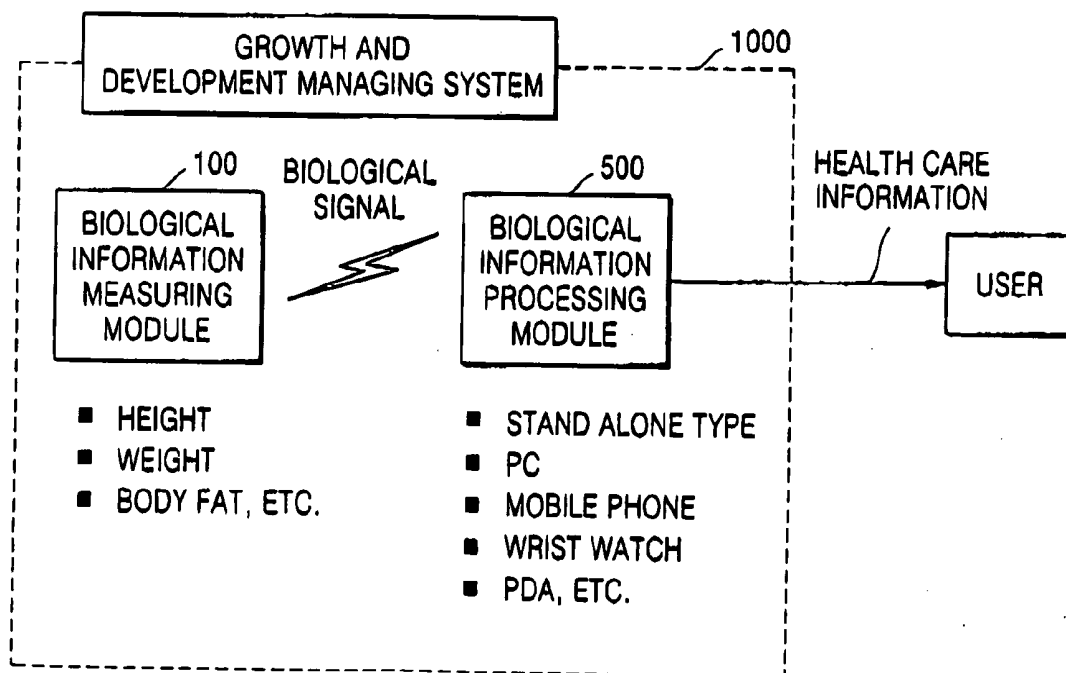 GROWTH AND
DEVELOPMENT MANAGING SYSTEM
1000
100
BIOLOGICAL
INFORMATION
MEASURING
MODULE
BIOLOGICAL
SIGNAL
500
BIOLOGICAL
INFORMATION
PROCESSING
MODULE
HEALTH CARE
INFORMATION
USER
■ HEIGHT
■ WEIGHT
■ BODY FAT, ETC.
■ STAND ALONE TYPE
■ PC
■ MOBILE PHONE
■ WRIST WATCH
■ PDA, ETC.